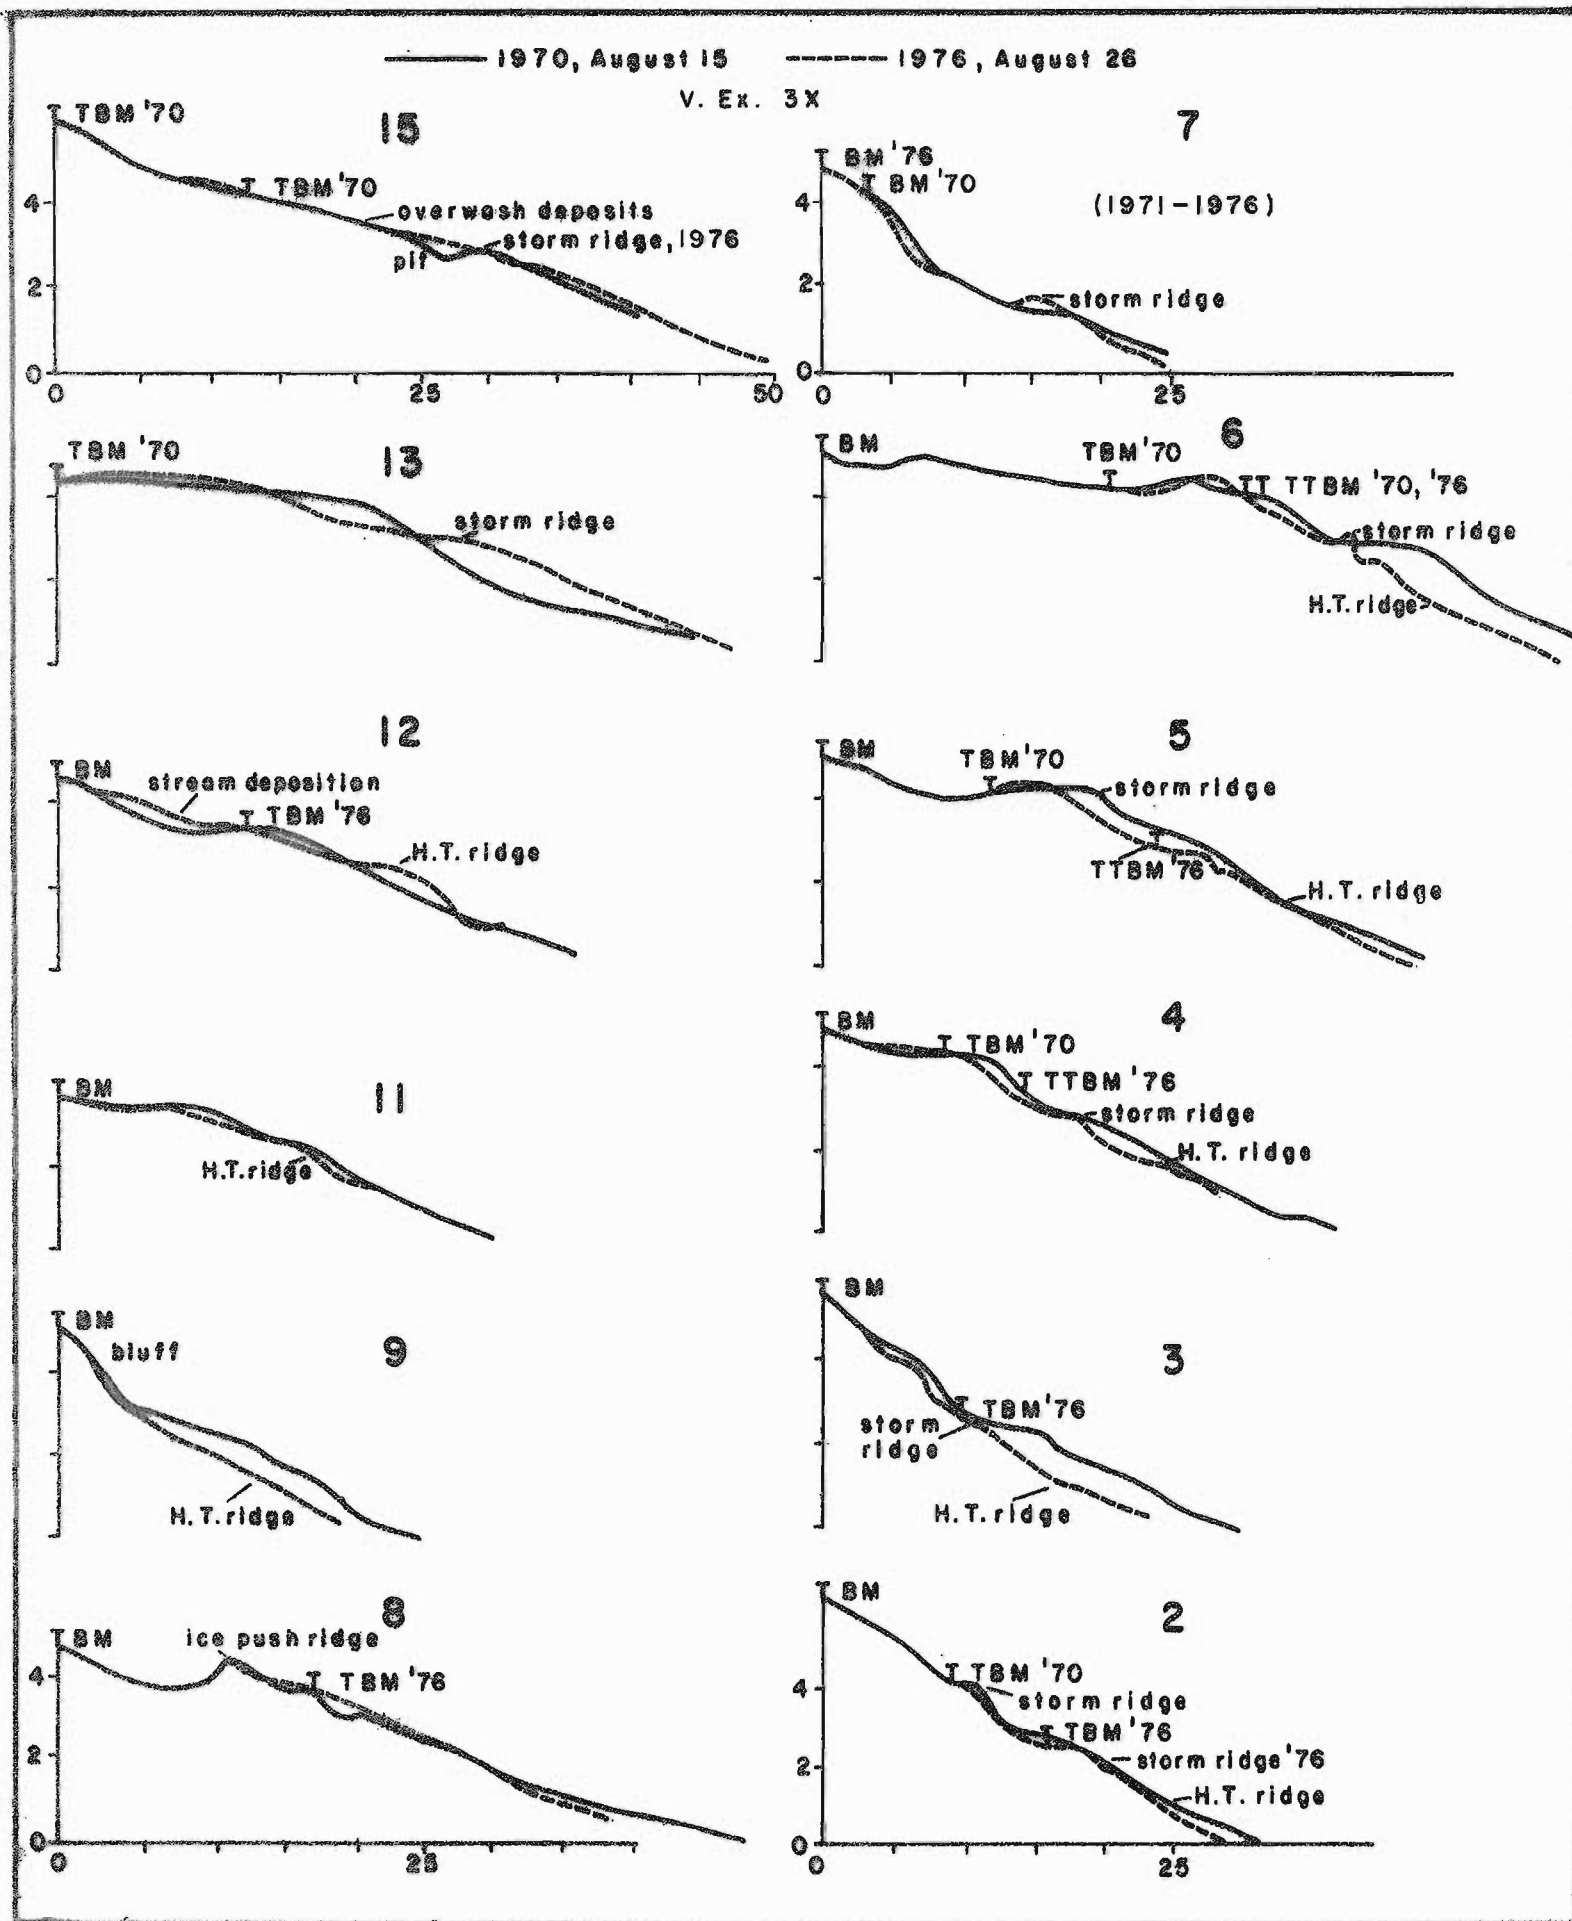 1970, August 15 1976, August 26
V. Ex. 3X
15
T TBM '70
T TBM '70
overwash deposits
storm ridge, 1976
pit
4
2
0
0 25 50
7
T BM '76
T BM '70
(1971-1976)
storm ridge
4
2
0
0 25
13
TBM '70
storm ridge
6
T BM
TBM '70
T
TT TTBM '70, '76
storm ridge
H.T. ridge
12
T BM
stream deposition
T TBM '76
H.T. ridge
5
T BM
TBM '70
T
storm ridge
T
TTBM '76
H.T. ridge
11
T BM
H.T. ridge
4
T BM
T TBM '70
T TTBM '76
storm ridge
H.T. ridge
9
T BM
bluff
H.T. ridge
3
T BM
T TBM '76
storm
ridge
H.T. ridge
8
T BM
ice push ridge
T TBM '76
4
2
0
0 25
2
T BM
T TBM '70
storm ridge
T TBM '76
storm ridge '76
H.T. ridge
4
2
0
0 25